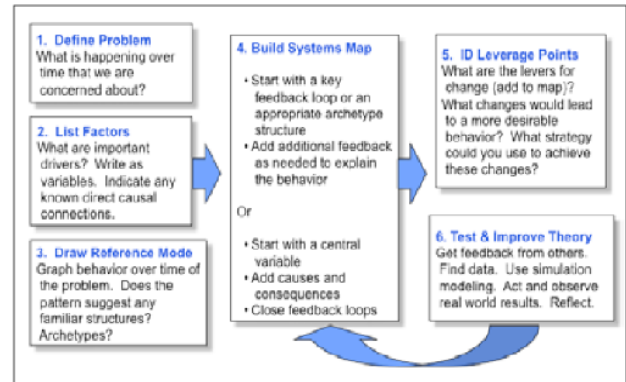 1. Define Problem
What is happening over
time that we are
concerned about?
2. List Factors
What are important
drivers? Write as
variables. Indicate any
known direct causal
connections.
3. Draw Reference Mode
Graph behavior over time of
the problem. Does the
pattern suggest any
familiar structures?
Archetypes?
4. Build Systems Map
• Start with a key
feedback loop or an
appropriate archetype
structure
• Add additional feedback
as needed to explain
the behavior
Or
• Start with a central
variable
• Add causes and
consequences
• Close feedback loops
5. ID Leverage Points
What are the levers for
change (add to map)?
What changes would lead
to a more desirable
behavior? What strategy
could you use to achieve
these changes?
6. Test & Improve Theory
Get feedback from others.
Find data. Use simulation
modeling. Act and observe
real world results. Reflect.